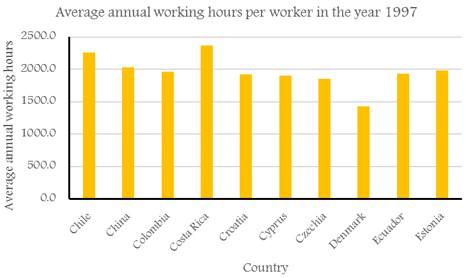 Average annual working hours per worker in the year 1997
Average annual working hours
2500.0
2000.0
1500.0
1000.0
500.0
0.0
Chile
China
Colombia
Costa Rica
Croatia
Cyprus
Czechia
Denmark
Ecuador
Estonia
Country